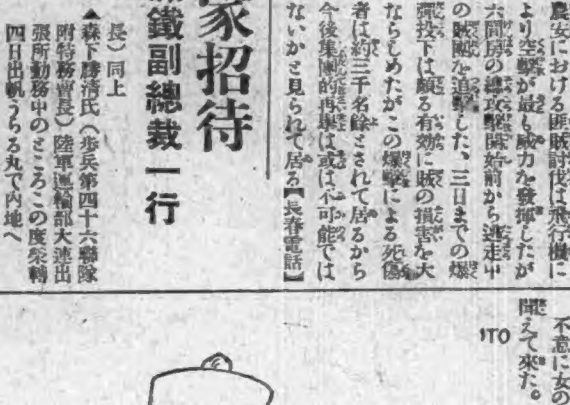 農安における匪賊討伐は飛行機に
より空撃が最も威力を發揮したが
六間房の總攻擊開始前から逃走中
の賊團を追擊した、三日までの爆
彈投下は頗る有効に賊の損害を大
ならしめたがこの爆擊による死傷
者は約三千名餘とされて居るから
今後集團的再擧は或は不可能では
ないかと見られて居る【長春電話】
家招待
鐵副總裁一行
長）同上
▲森下勝清氏（歩兵第四十六聯隊
附特務曹長）陸軍運輸部大連出
張所勤務中のところこの度榮轉
四日出帆うらる丸で内地へ
不意に女の
聞えて來た。
ITO